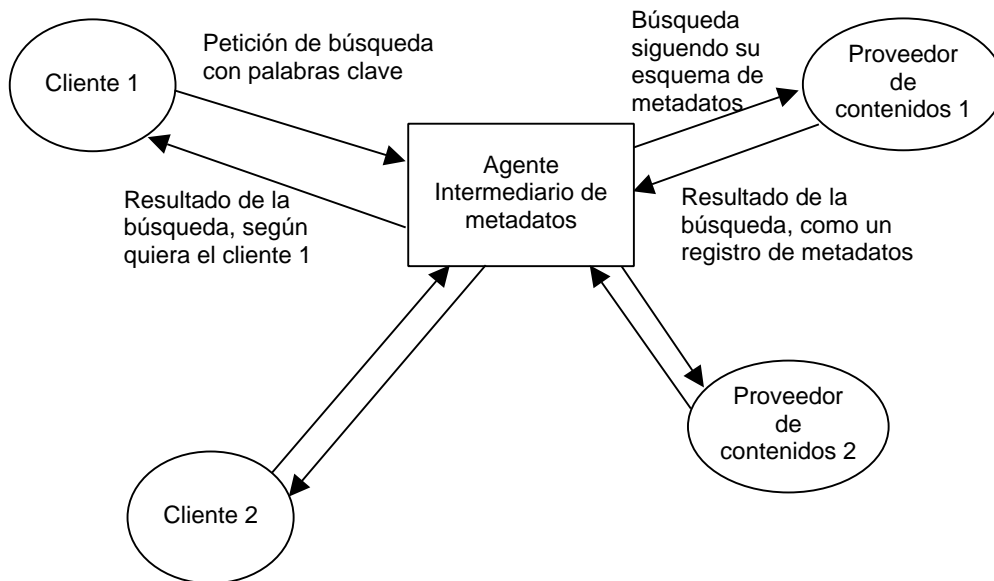 Cliente 1
Petición de búsqueda
con palabras clave
Búsqueda
siguendo su
esquema de
metadatos
Proveedor
de
contenidos 1
Agente
Intermediario de
metadatos
Resultado de la
búsqueda, según
quiera el cliente 1
Resultado de la
búsqueda, como un
registro de metadatos
Proveedor
de
contenidos 2
Cliente 2